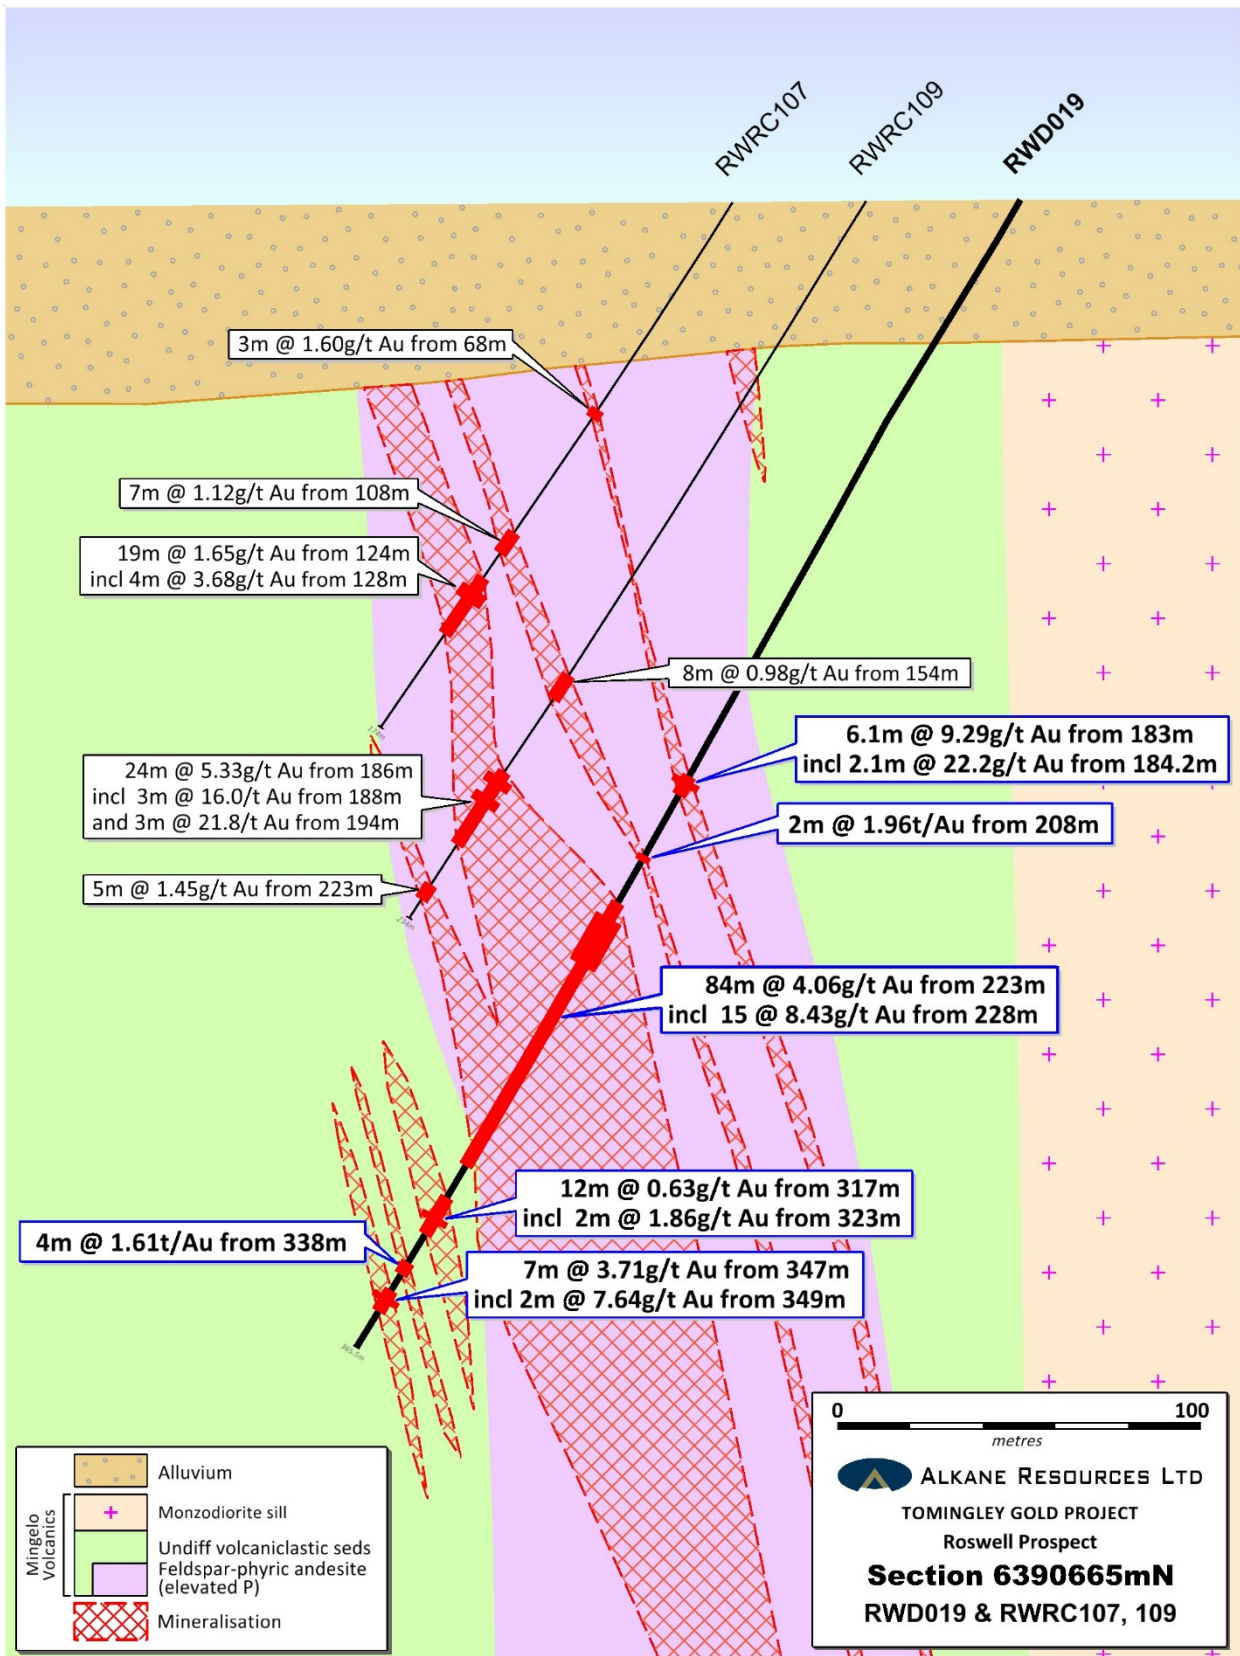 RWRC107
RWRC109
RWD019
3m @ 1.60g/t Au from 68m
7m @ 1.12g/t Au from 108m
19m @ 1.65g/t Au from 124m
incl 4m @ 3.68g/t Au from 128m
8m @ 0.98g/t Au from 154m
174m
6.1m @ 9.29g/t Au from 183m
incl 2.1m @ 22.2g/t Au from 184.2m
24m @ 5.33g/t Au from 186m
incl 3m @ 16.0/t Au from 188m
and 3m @ 21.8/t Au from 194m
2m @ 1.96t/Au from 208m
5m @ 1.45g/t Au from 223m
234m
84m @ 4.06g/t Au from 223m
incl 15 @ 8.43g/t Au from 228m
12m @ 0.63g/t Au from 317m
incl 2m @ 1.86g/t Au from 323m
4m @ 1.61t/Au from 338m
7m @ 3.71g/t Au from 347m
incl 2m @ 7.64g/t Au from 349m
365.5m
Mingelo
Volcanics
Alluvium
Monzodiorite sill
Undiff volcaniclastic seds
Feldspar-phyric andesite
(elevated P)
Mineralisation
0 100
metres
ALKANE RESOURCES LTD
TOMINGLEY GOLD PROJECT
Roswell Prospect
Section 6390665mN
RWD019 & RWRC107, 109